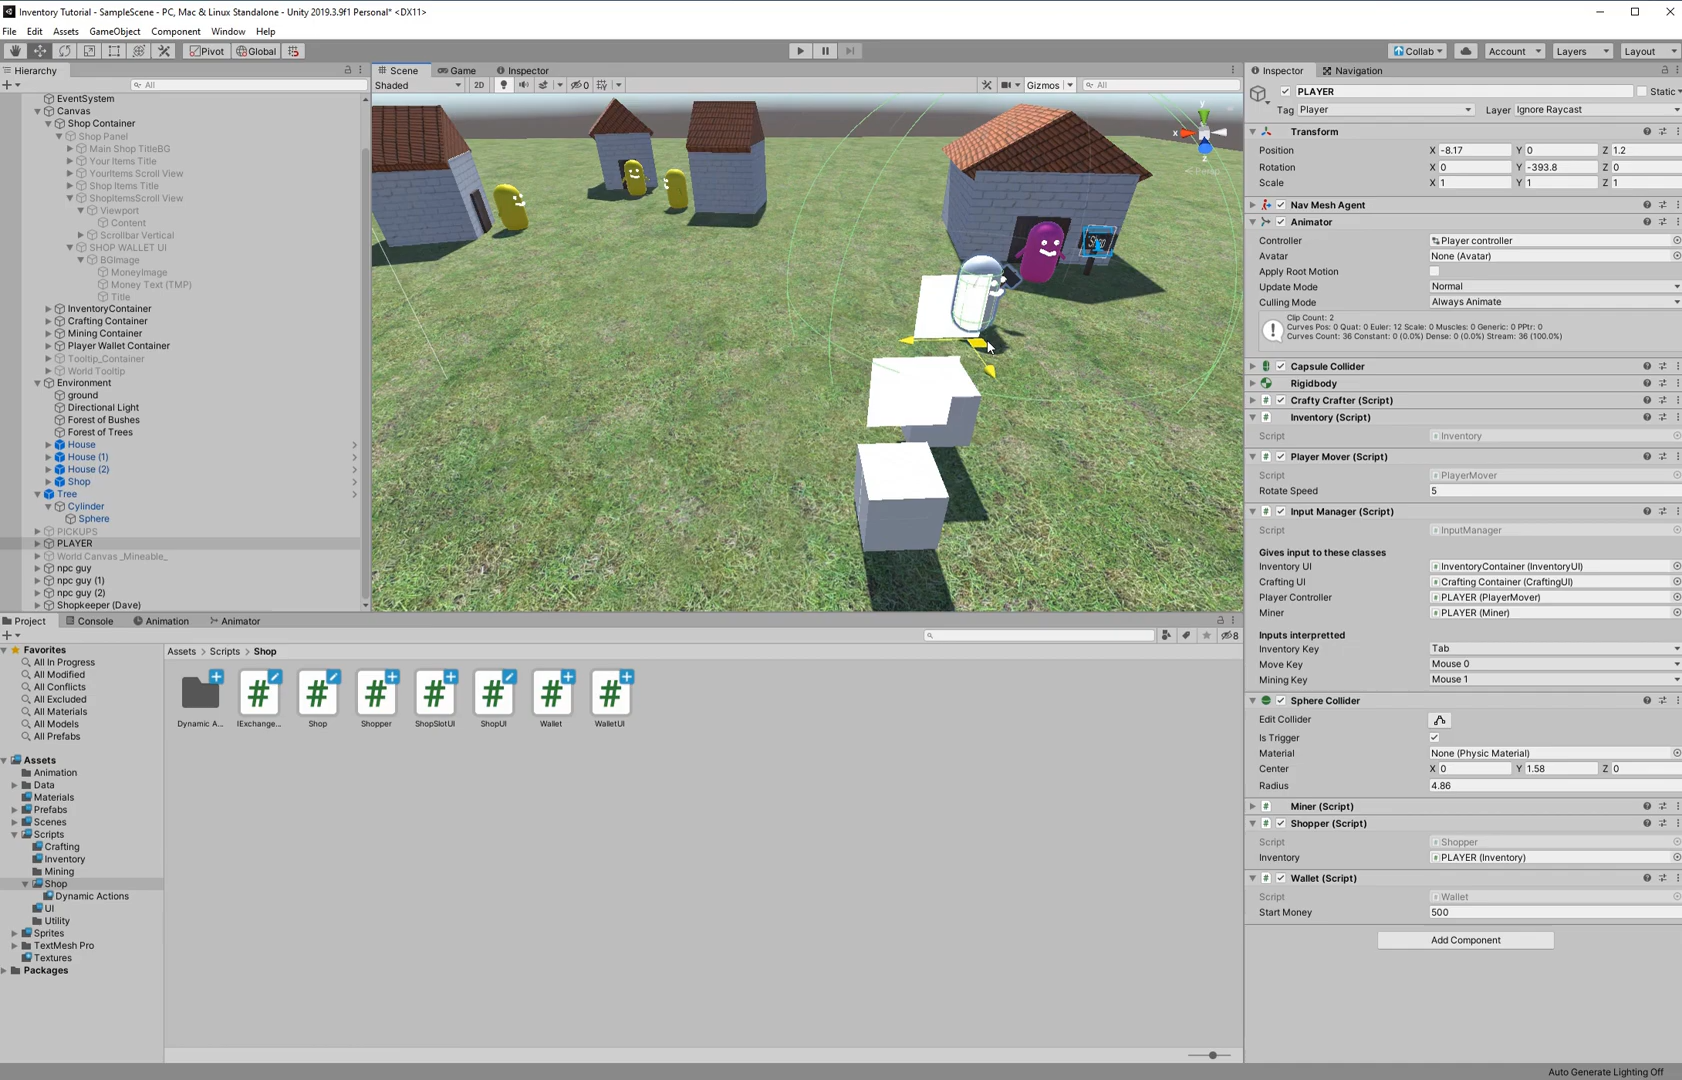 Inventory Tutorial - SampleScene - PC, Mac & Linux Standalone - Unity 2019.3.9f1 Personal* <DX11>
File Edit Assets GameObject Component Window Help
Pivot Global Collab Account Layers Layout
Hierarchy
All
EventSystem
Canvas
Shop Container
Shop Panel
Main Shop TitleBG
Your Items Title
YourItems Scroll View
Shop Items Title
ShopItemsScroll View
Viewport
Content
Scrollbar Vertical
SHOP WALLET UI
BGImage
MoneyImage
Money Text (TMP)
Title
InventoryContainer
Crafting Container
Mining Container
Player Wallet Container
Tooltip_Container
World Tooltip
Environment
ground
Directional Light
Forest of Bushes
Forest of Trees
House
House (1)
House (2)
Shop
Tree
Cylinder
Sphere
PICKUPS
PLAYER
World Canvas _Mineable_
npc guy
npc guy (1)
npc guy (2)
Shopkeeper (Dave)
Scene Game Inspector
Shaded 2D 0 Gizmos All
y
x
z
Persp
Shop
Inspector Navigation
PLAYER Static
Tag Player Layer Ignore Raycast
Transform
Position X -8.17 Y 0 Z 1.2
Rotation X 0 Y -393.8 Z 0
Scale X 1 Y 1 Z 1
Nav Mesh Agent
Animator
Controller Player controller
Avatar None (Avatar)
Apply Root Motion
Update Mode Normal
Culling Mode Always Animate
Clip Count: 2
Curves Pos: 0 Quat: 0 Euler: 12 Scale: 0 Muscles: 0 Generic: 0 PPtr: 0
Curves Count: 36 Constant: 0 (0.0%) Dense: 0 (0.0%) Stream: 36 (100.0%)
Capsule Collider
Rigidbody
Crafty Crafter (Script)
Inventory (Script)
Script Inventory
Player Mover (Script)
Script PlayerMover
Rotate Speed 5
Input Manager (Script)
Script InputManager
Gives input to these classes
Inventory UI InventoryContainer (InventoryUI)
Crafting UI Crafting Container (CraftingUI)
Player Controller PLAYER (PlayerMover)
Miner PLAYER (Miner)
Inputs interpretted
Inventory Key Tab
Move Key Mouse 0
Mining Key Mouse 1
Sphere Collider
Edit Collider
Is Trigger
Material None (Physic Material)
Center X 0 Y 1.58 Z 0
Radius 4.86
Miner (Script)
Shopper (Script)
Script Shopper
Inventory PLAYER (Inventory)
Wallet (Script)
Script Wallet
Start Money 500
Add Component
Project Console Animation Animator
8
Favorites
All In Progress
All Modified
All Conflicts
All Excluded
All Materials
All Models
All Prefabs
Assets
Animation
Data
Materials
Prefabs
Scenes
Scripts
Crafting
Inventory
Mining
Shop
Dynamic Actions
UI
Utility
Sprites
TextMesh Pro
Textures
Packages
Assets > Scripts > Shop
Dynamic A... IExchange... Shop Shopper ShopSlotUI ShopUI Wallet WalletUI
Auto Generate Lighting Off